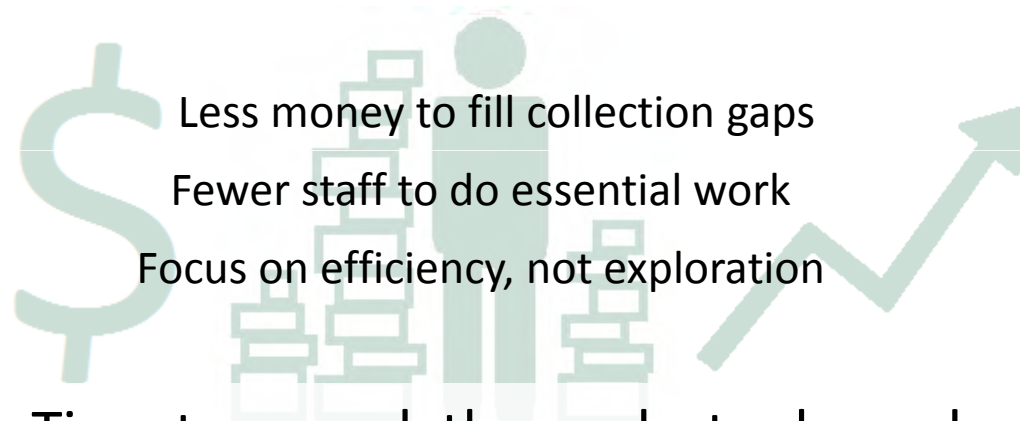 Less money to fill collection gaps
Fewer staff to do essential work
Focus on efficiency, not exploration